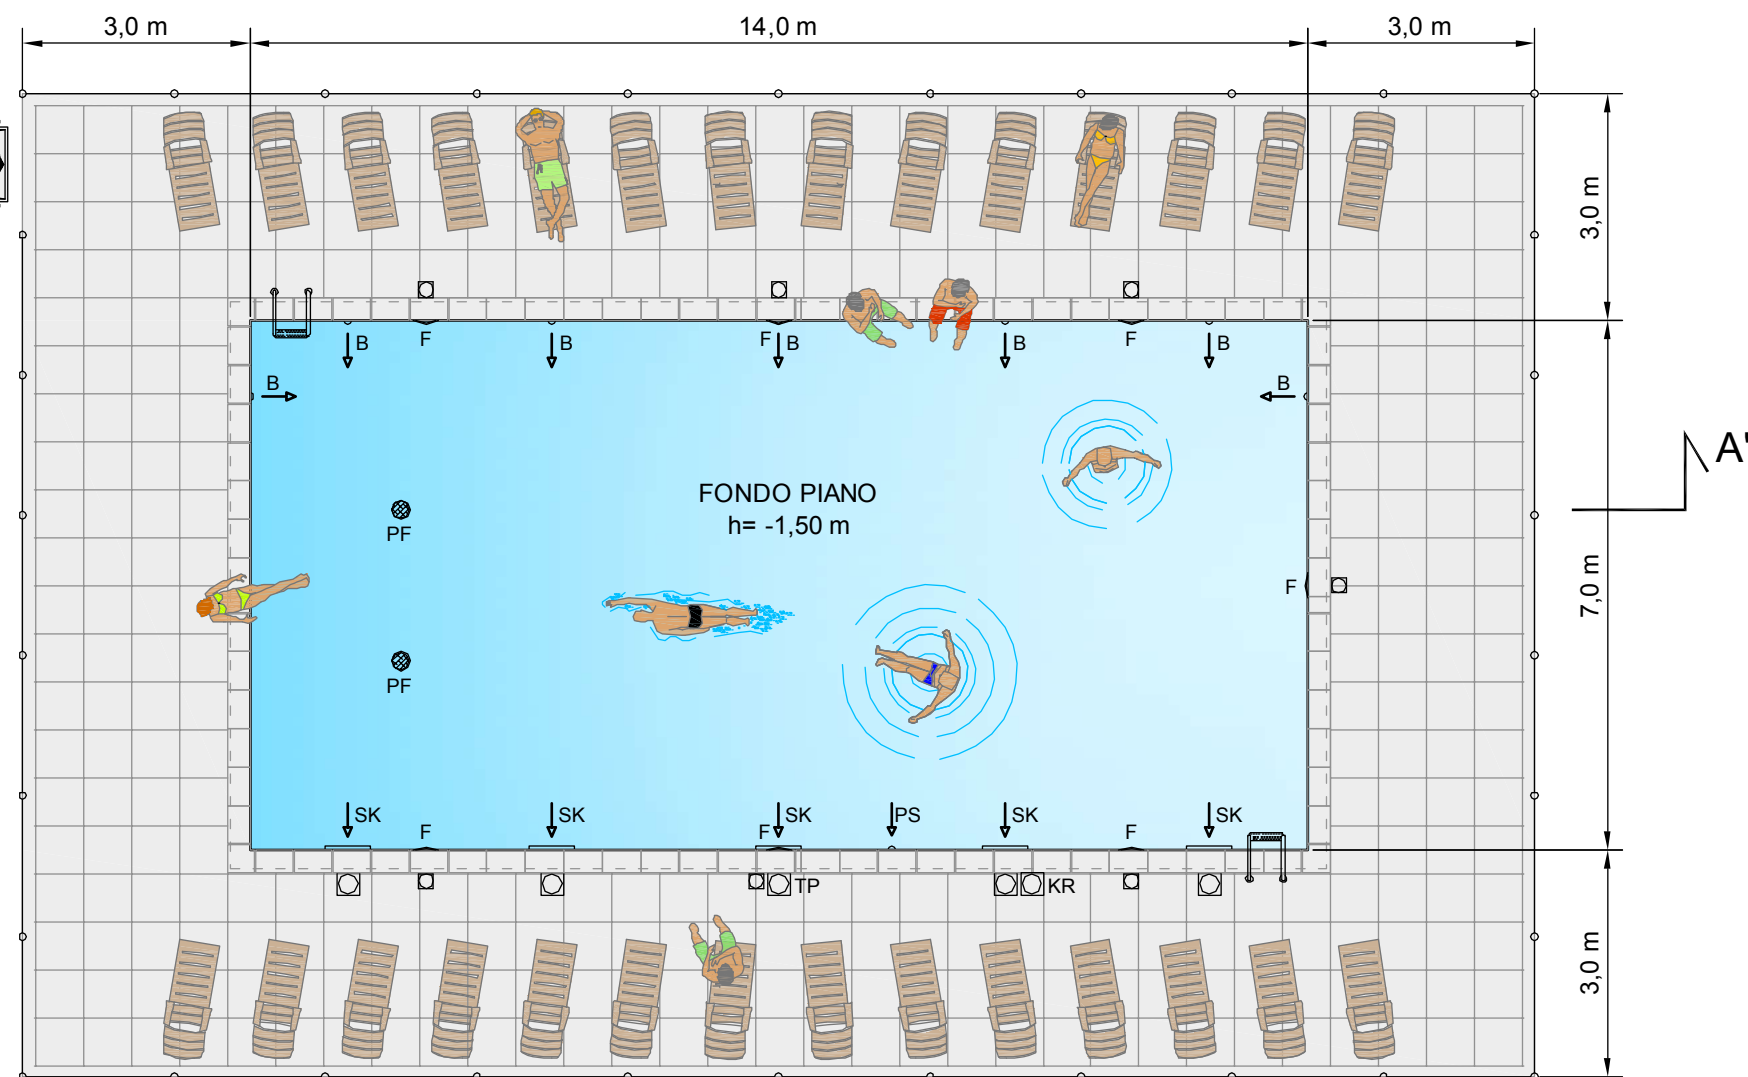 3,0 m
14,0 m
3,0 m
3,0 m
F
F
F
B
B
B
B
B
B
B
A'
FONDO PIANO
h= -1,50 m
PF
F
7,0 m
PF
SK
SK
SK
PS
SK
SK
F
F
F
TP
KR
3,0 m